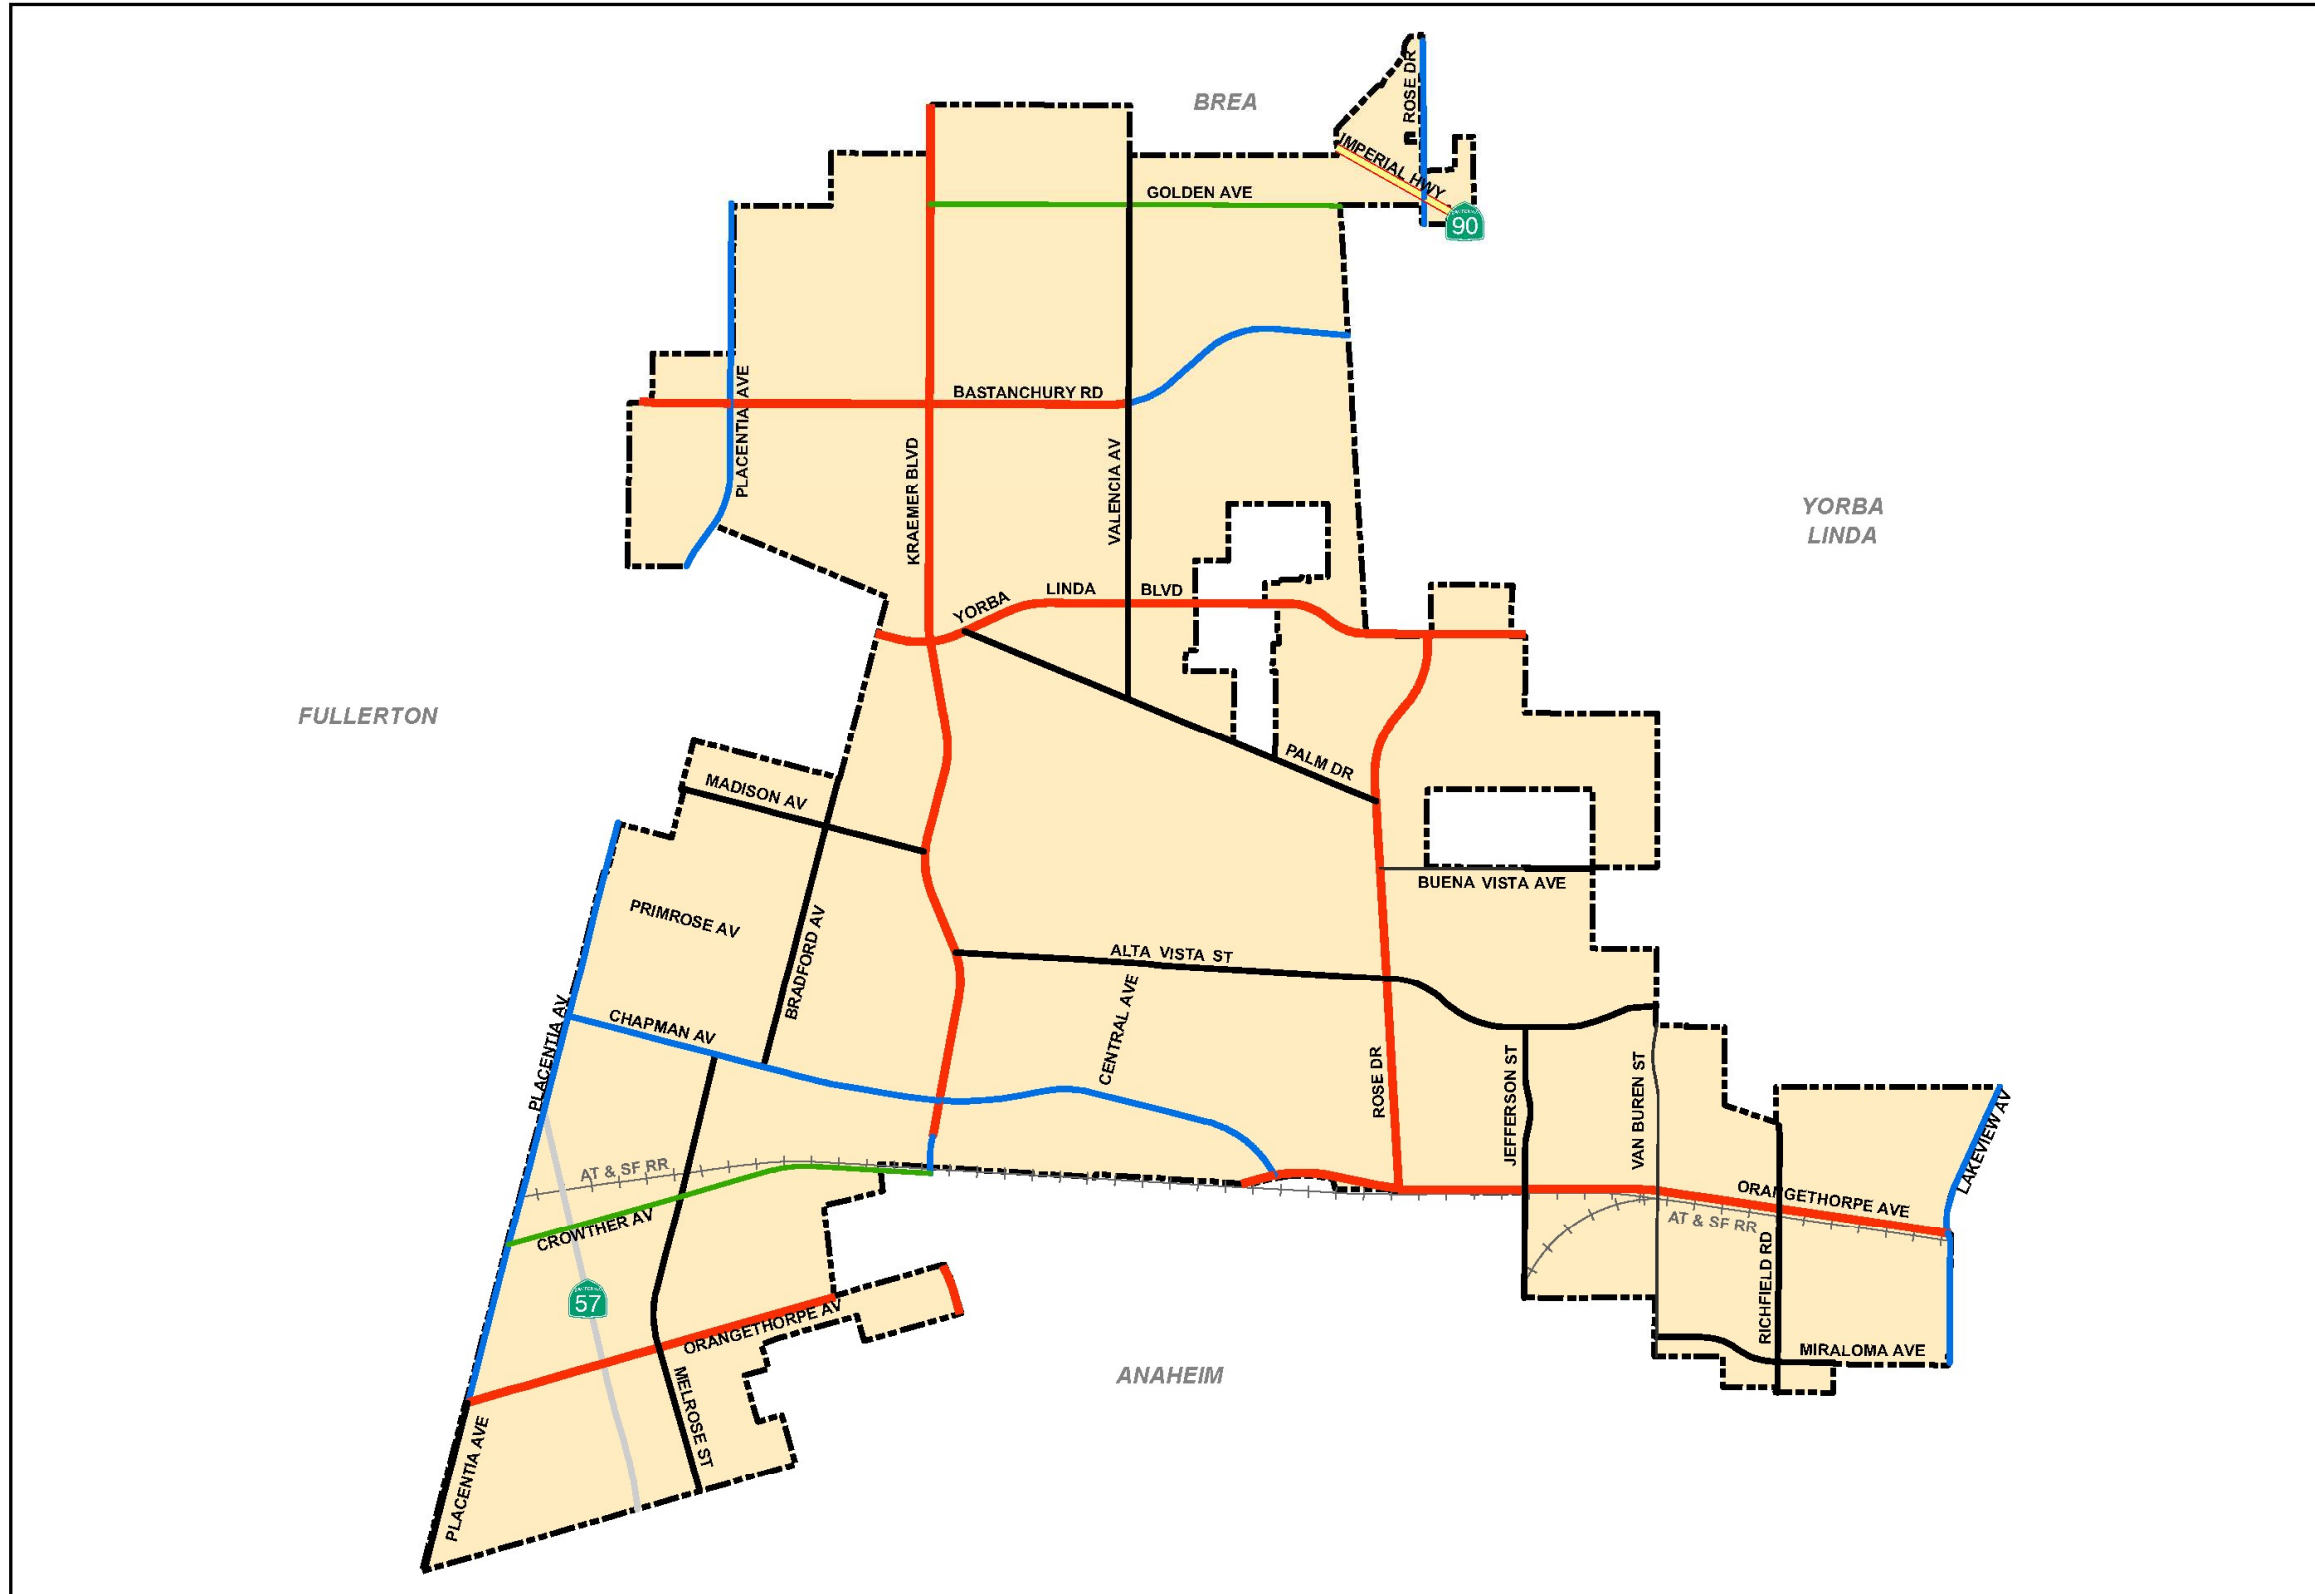 BREA
ROSE DR
IMPERIAL HWY
90
GOLDEN AVE
PLACENTIA AVE
BASTANCHURY RD
KRAEMER BLVD
VALENCIA AV
YORBA
LINDA
YORBA LINDA BLVD
FULLERTON
PALM DR
MADISON AV
BUENA VISTA AVE
PRIMROSE AV
BRADFORD AV
ALTA VISTA ST
CENTRAL AVE
PLACENTIA AV
CHAPMAN AV
ROSE DR
JEFFERSON ST
VAN BUREN ST
LAKEVIEW AV
AT & SF RR
CROWTHER AV
ORANGETHORPE AVE
AT & SF RR
RICHFIELD RD
57
ORANGETHORPE AV
MIRALOMA AVE
ANAHEIM
MELROSE ST
PLACENTIA AVE